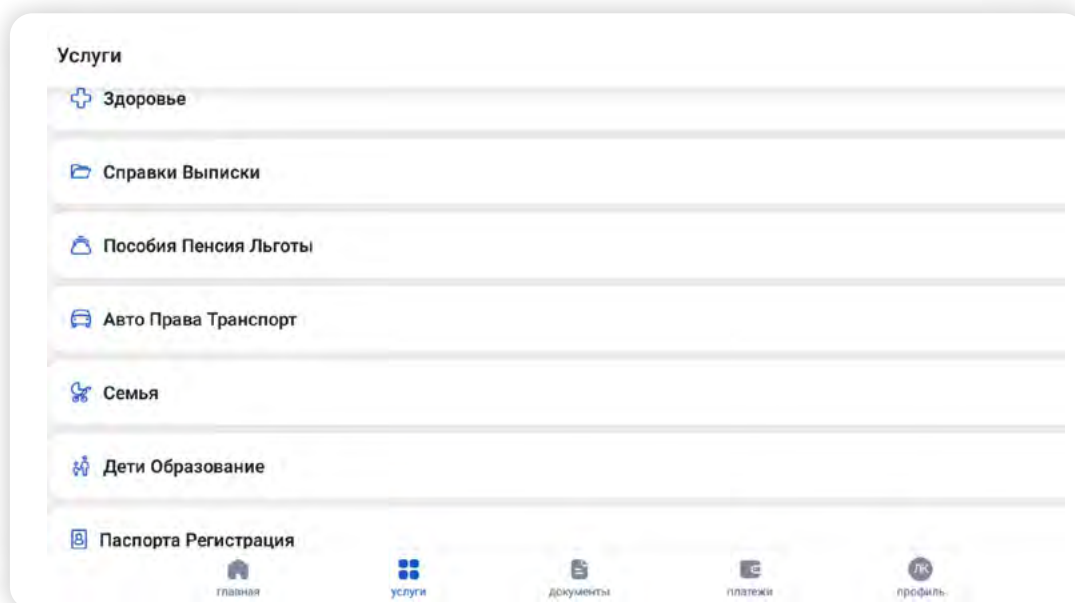 Услуги
Здоровье
Справки Выписки
Пособия Пенсия Льготы
Авто Права Транспорт
Семья
Дети Образование
Паспорта Регистрация
главная услуги документы платежи профиль
ЛК